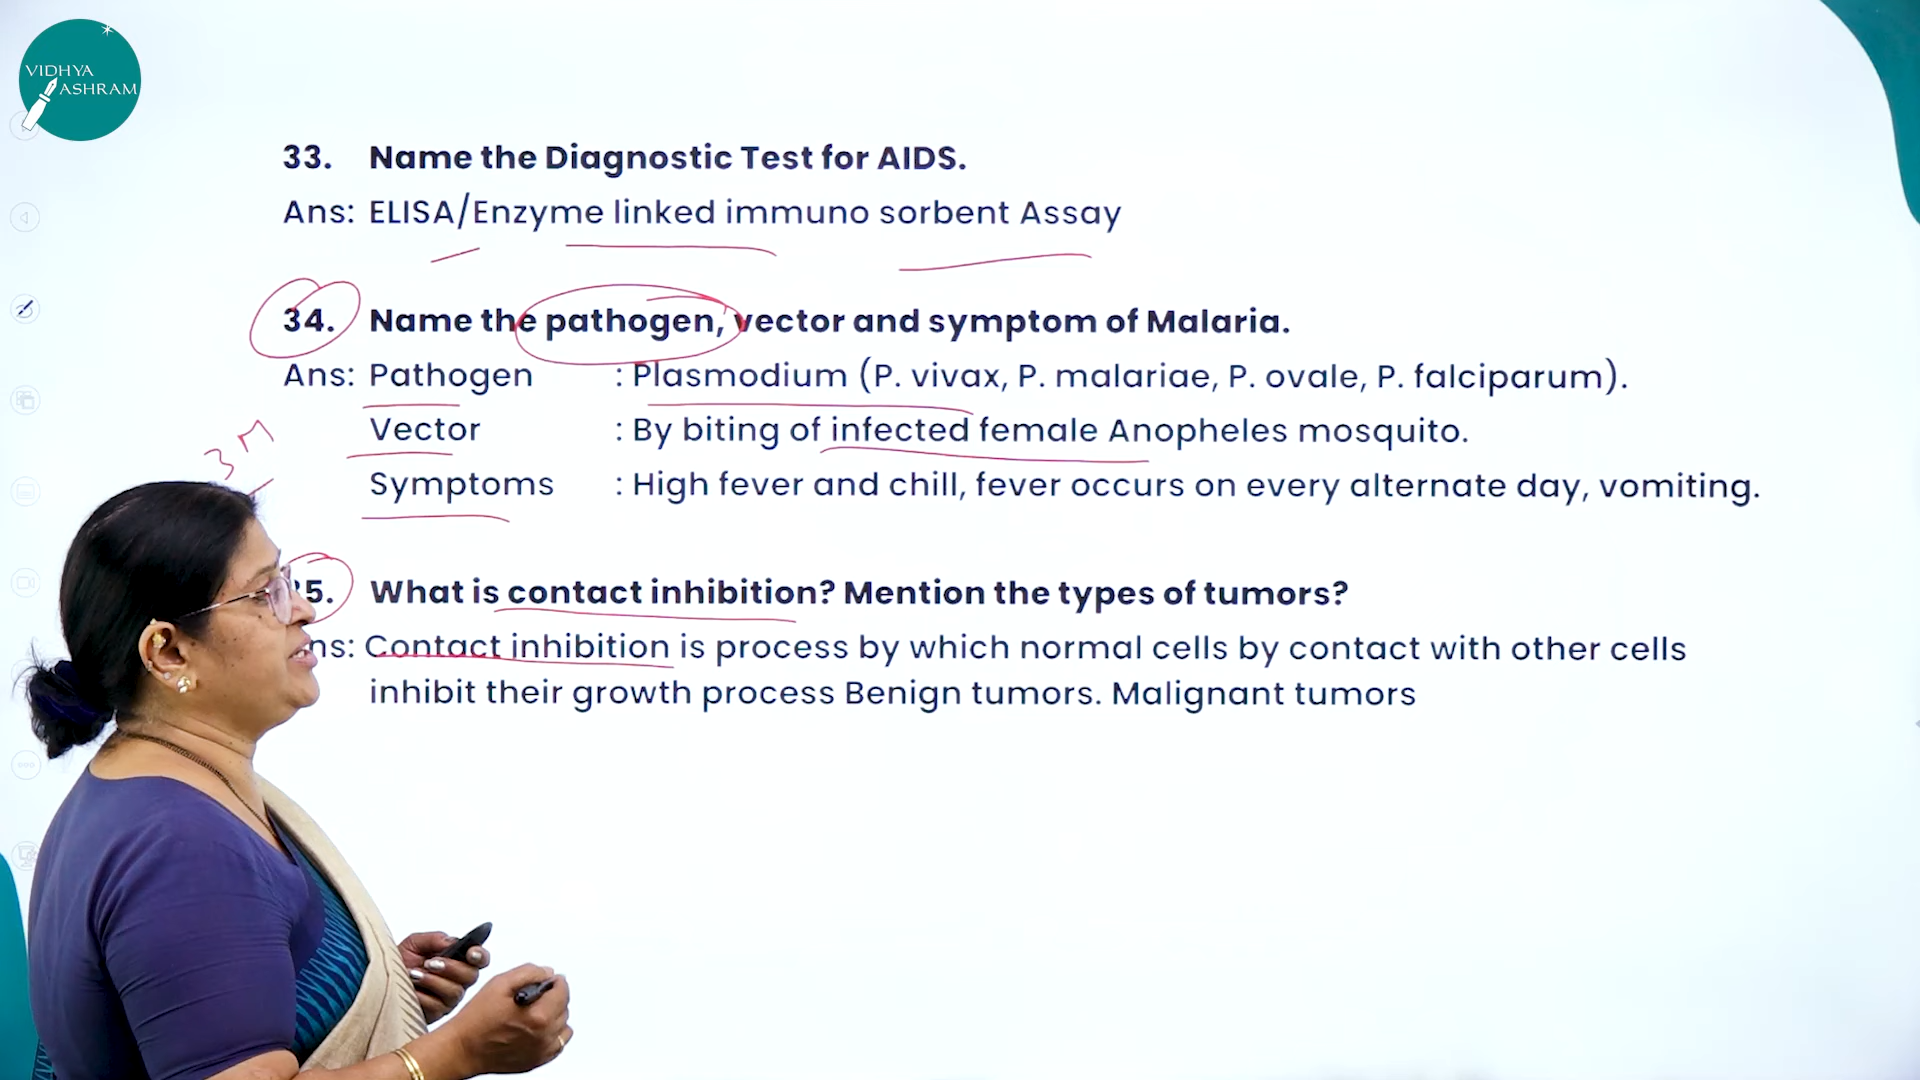 VIDHYA
ASHRAM
33. Name the Diagnostic Test for AIDS.
Ans: ELISA/Enzyme linked immuno sorbent Assay
34. Name the pathogen, vector and symptom of Malaria.
Ans: Pathogen : Plasmodium (P. vivax, P. malariae, P. ovale, P. falciparum).
Vector : By biting of infected female Anopheles mosquito.
3M
Symptoms : High fever and chill, fever occurs on every alternate day, vomiting.
5. What is contact inhibition? Mention the types of tumors?
ns: Contact inhibition is process by which normal cells by contact with other cells
inhibit their growth process Benign tumors. Malignant tumors